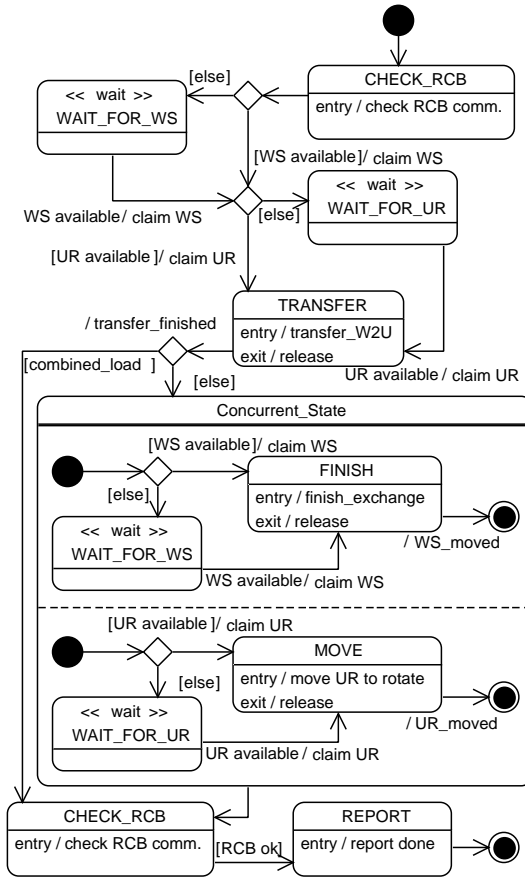 [else]
CHECK_RCB
entry / check RCB comm.
<< wait >>
WAIT_FOR_WS
[WS available]/ claim WS
<< wait >>
WAIT_FOR_UR
WS available/ claim WS
[else]
[UR available]/ claim UR
TRANSFER
entry / transfer_W2U
exit / release
/ transfer_finished
[combined_load ]
[else]
UR available/ claim UR
Concurrent_State
[WS available]/ claim WS
FINISH
entry / finish_exchange
exit / release
[else]
<< wait >>
WAIT_FOR_WS
/ WS_moved
WS available/ claim WS
[UR available]/ claim UR
MOVE
entry / move UR to rotate
exit / release
[else]
<< wait >>
WAIT_FOR_UR
/ UR_moved
UR available/ claim UR
CHECK_RCB
entry / check RCB comm.
[RCB ok]
REPORT
entry / report done